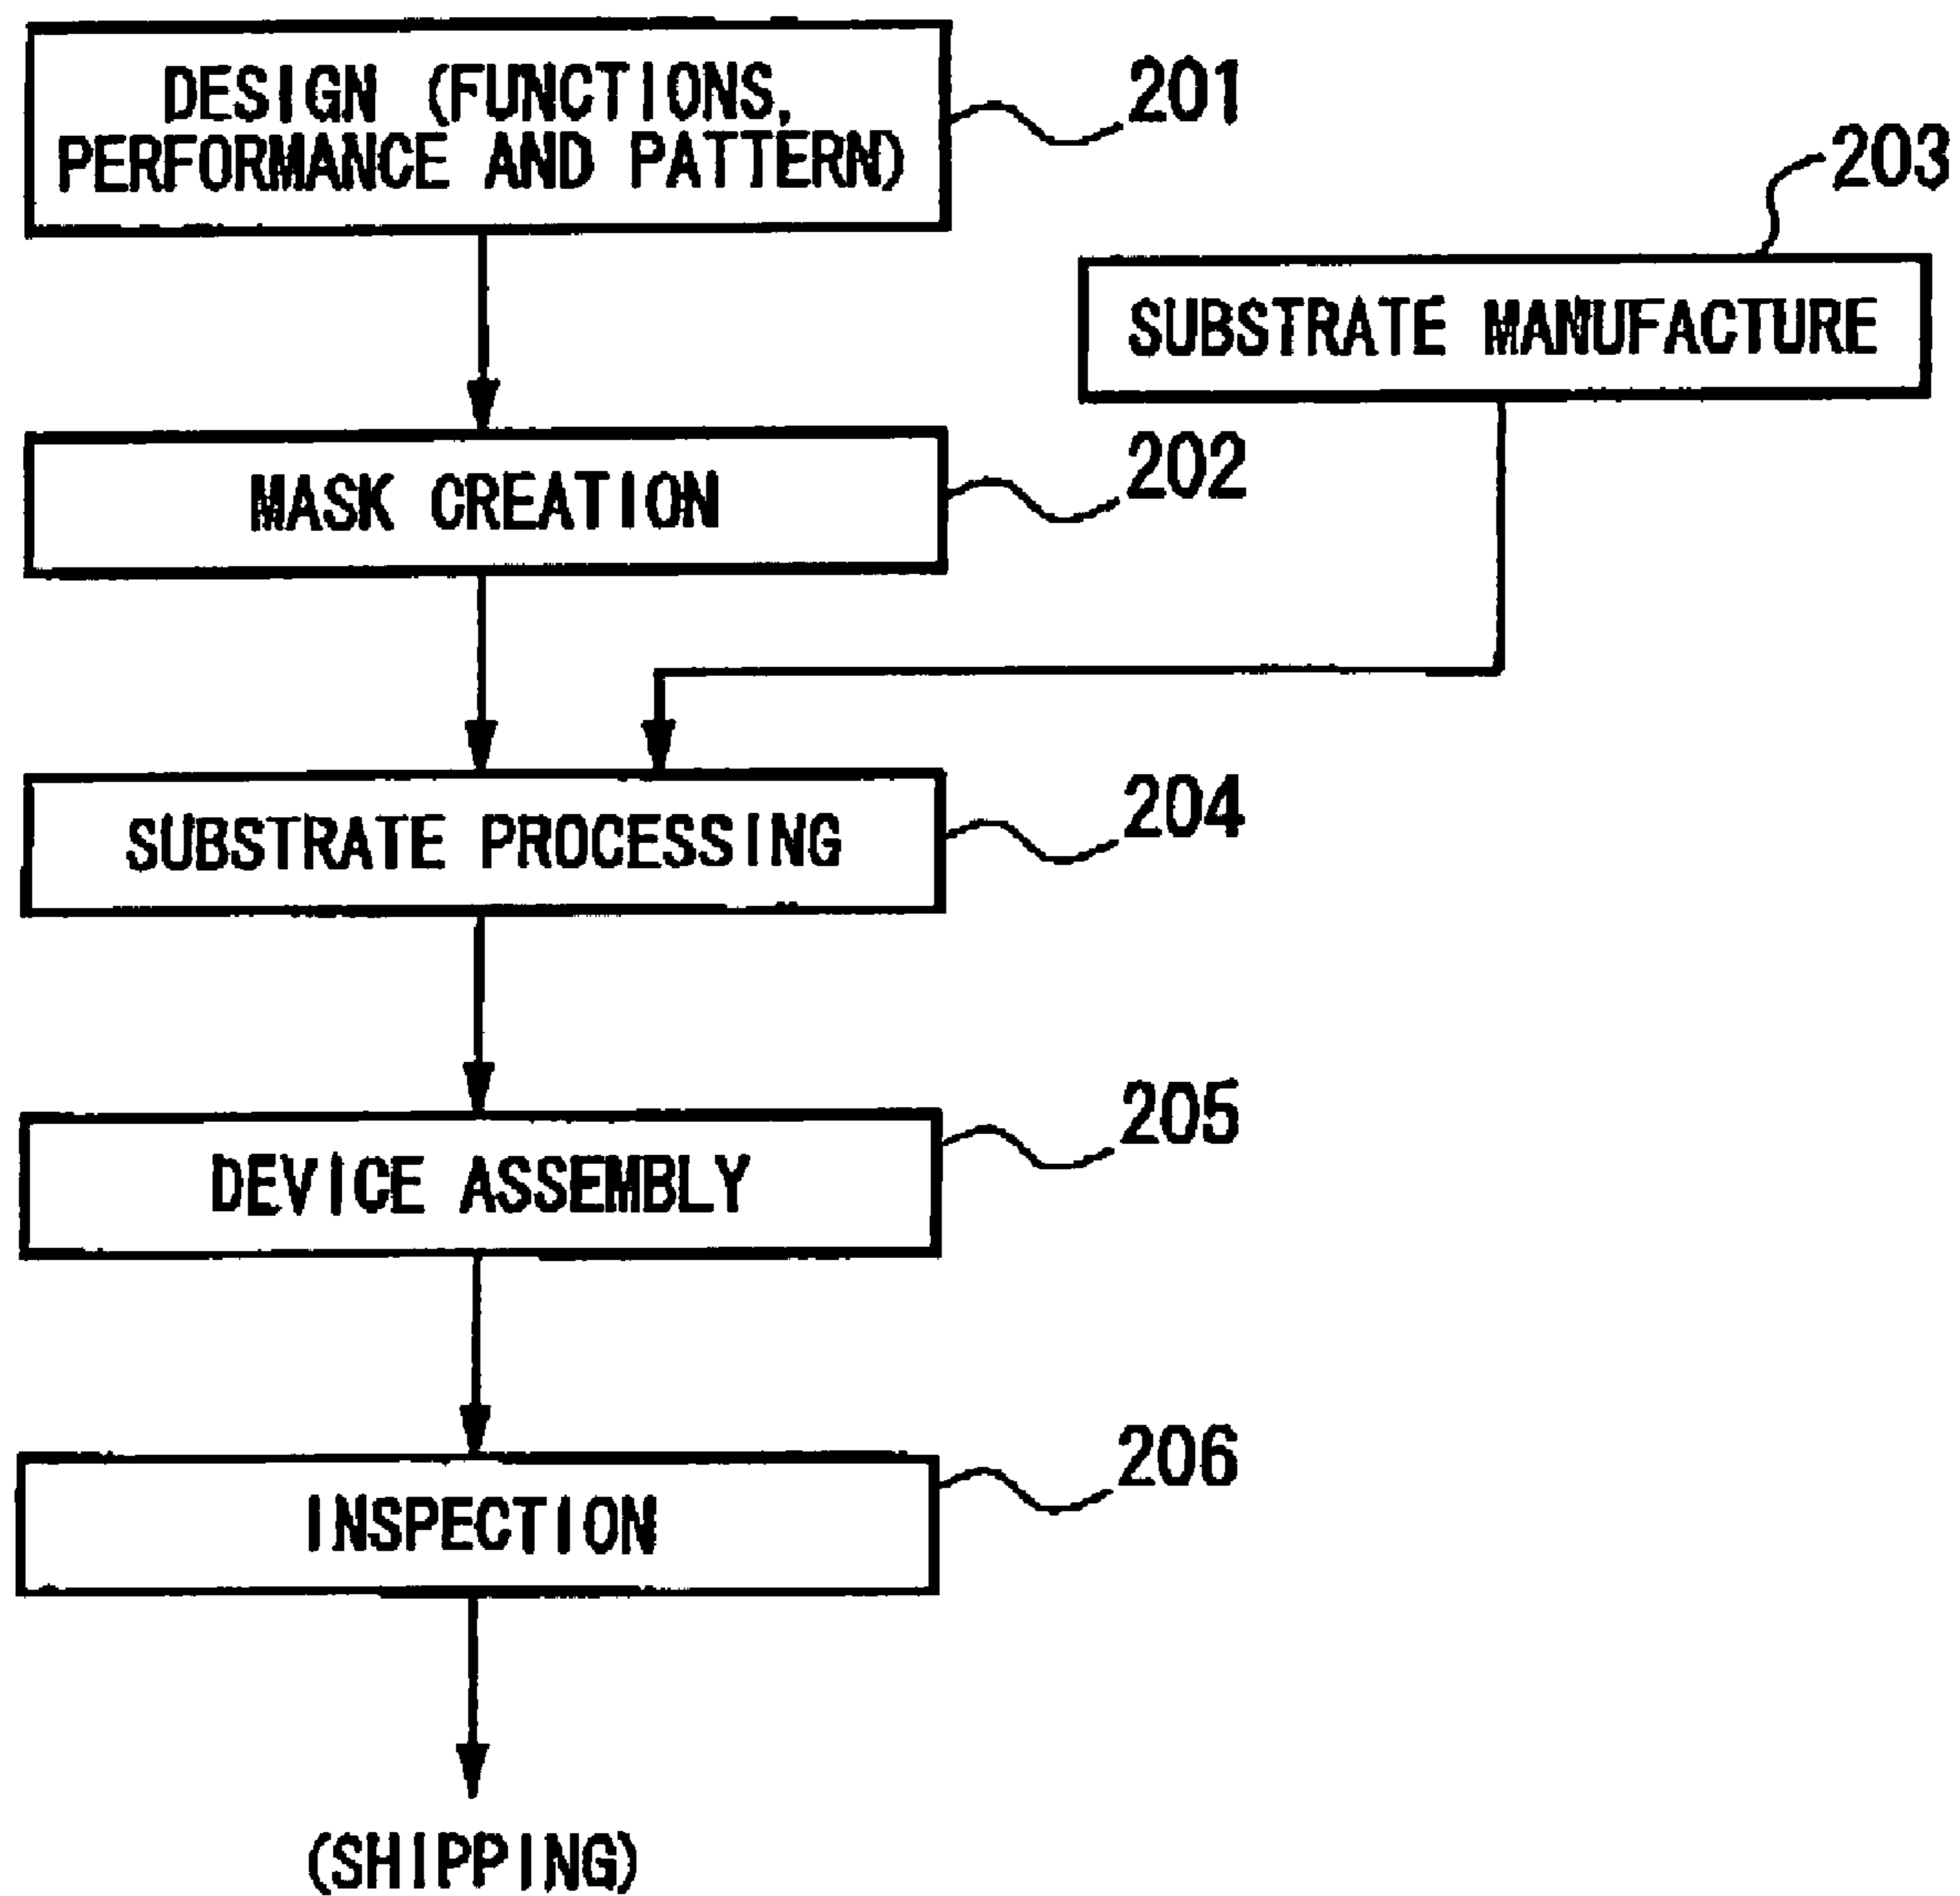 DESIGN (FUNCTIONS,
PERFORMANCE AND PATTERN)
201
203
SUBSTRATE MANUFACTURE
MASK CREATION
202
SUBSTRATE PROCESSING
204
DEVICE ASSEMBLY
205
INSPECTION
206
(SHIPPING)